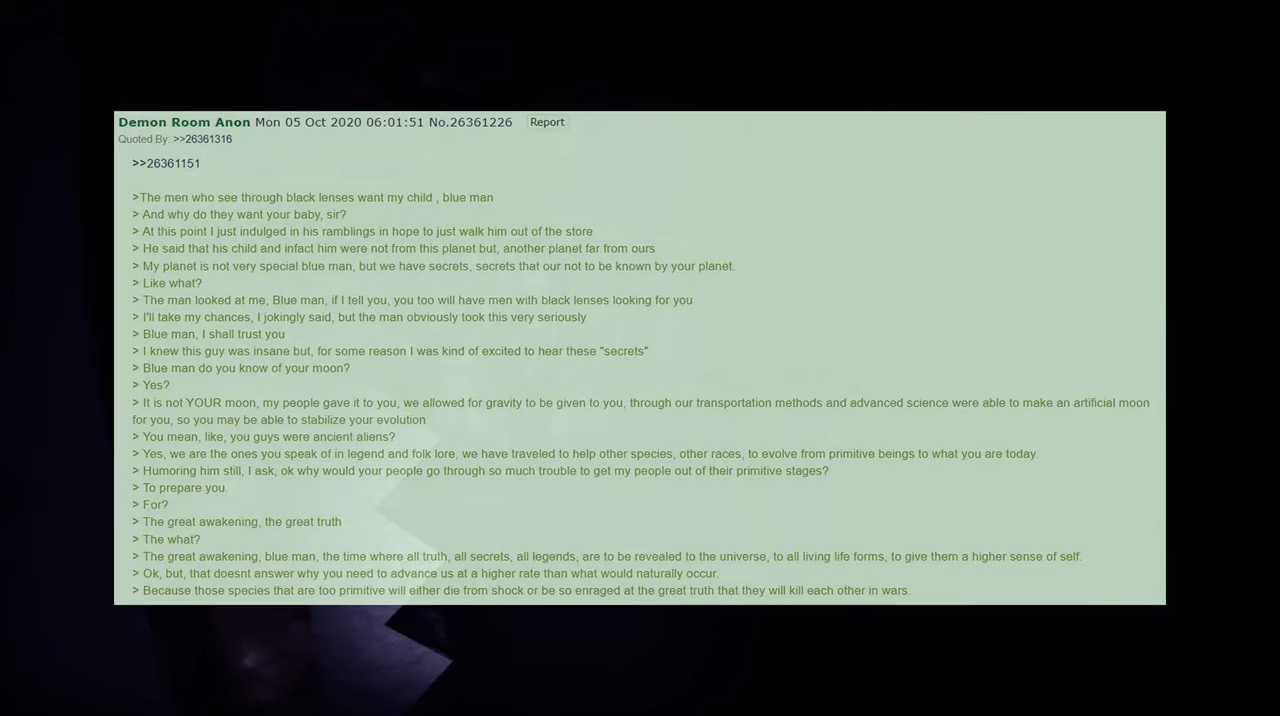 Demon Room Anon Mon 05 Oct 2020 06:01:51 No.26361226 Report
Quoted By: >>26361316
>>26361151
>The men who see through black lenses want my child , blue man
> And why do they want your baby, sir?
> At this point I just indulged in his ramblings in hope to just walk him out of the store
> He said that his child and infact him were not from this planet but, another planet far from ours
> My planet is not very special blue man, but we have secrets, secrets that our not to be known by your planet.
> Like what?
> The man looked at me, Blue man, if I tell you, you too will have men with black lenses looking for you
> I'll take my chances, I jokingly said, but the man obviously took this very seriously
> Blue man, I shall trust you
> I knew this guy was insane but, for some reason I was kind of excited to hear these "secrets"
> Blue man do you know of your moon?
> Yes?
> It is not YOUR moon, my people gave it to you, we allowed for gravity to be given to you, through our transportation methods and advanced science were able to make an artificial moon
for you, so you may be able to stabilize your evolution
> You mean, like, you guys were ancient aliens?
> Yes, we are the ones you speak of in legend and folk lore, we have traveled to help other species, other races, to evolve from primitive beings to what you are today.
> Humoring him still, I ask, ok why would your people go through so much trouble to get my people out of their primitive stages?
> To prepare you.
> For?
> The great awakening, the great truth
> The what?
> The great awakening, blue man, the time where all truth, all secrets, all legends, are to be revealed to the universe, to all living life forms, to give them a higher sense of self.
> Ok, but, that doesnt answer why you need to advance us at a higher rate than what would naturally occur.
> Because those species that are too primitive will either die from shock or be so enraged at the great truth that they will kill each other in wars.